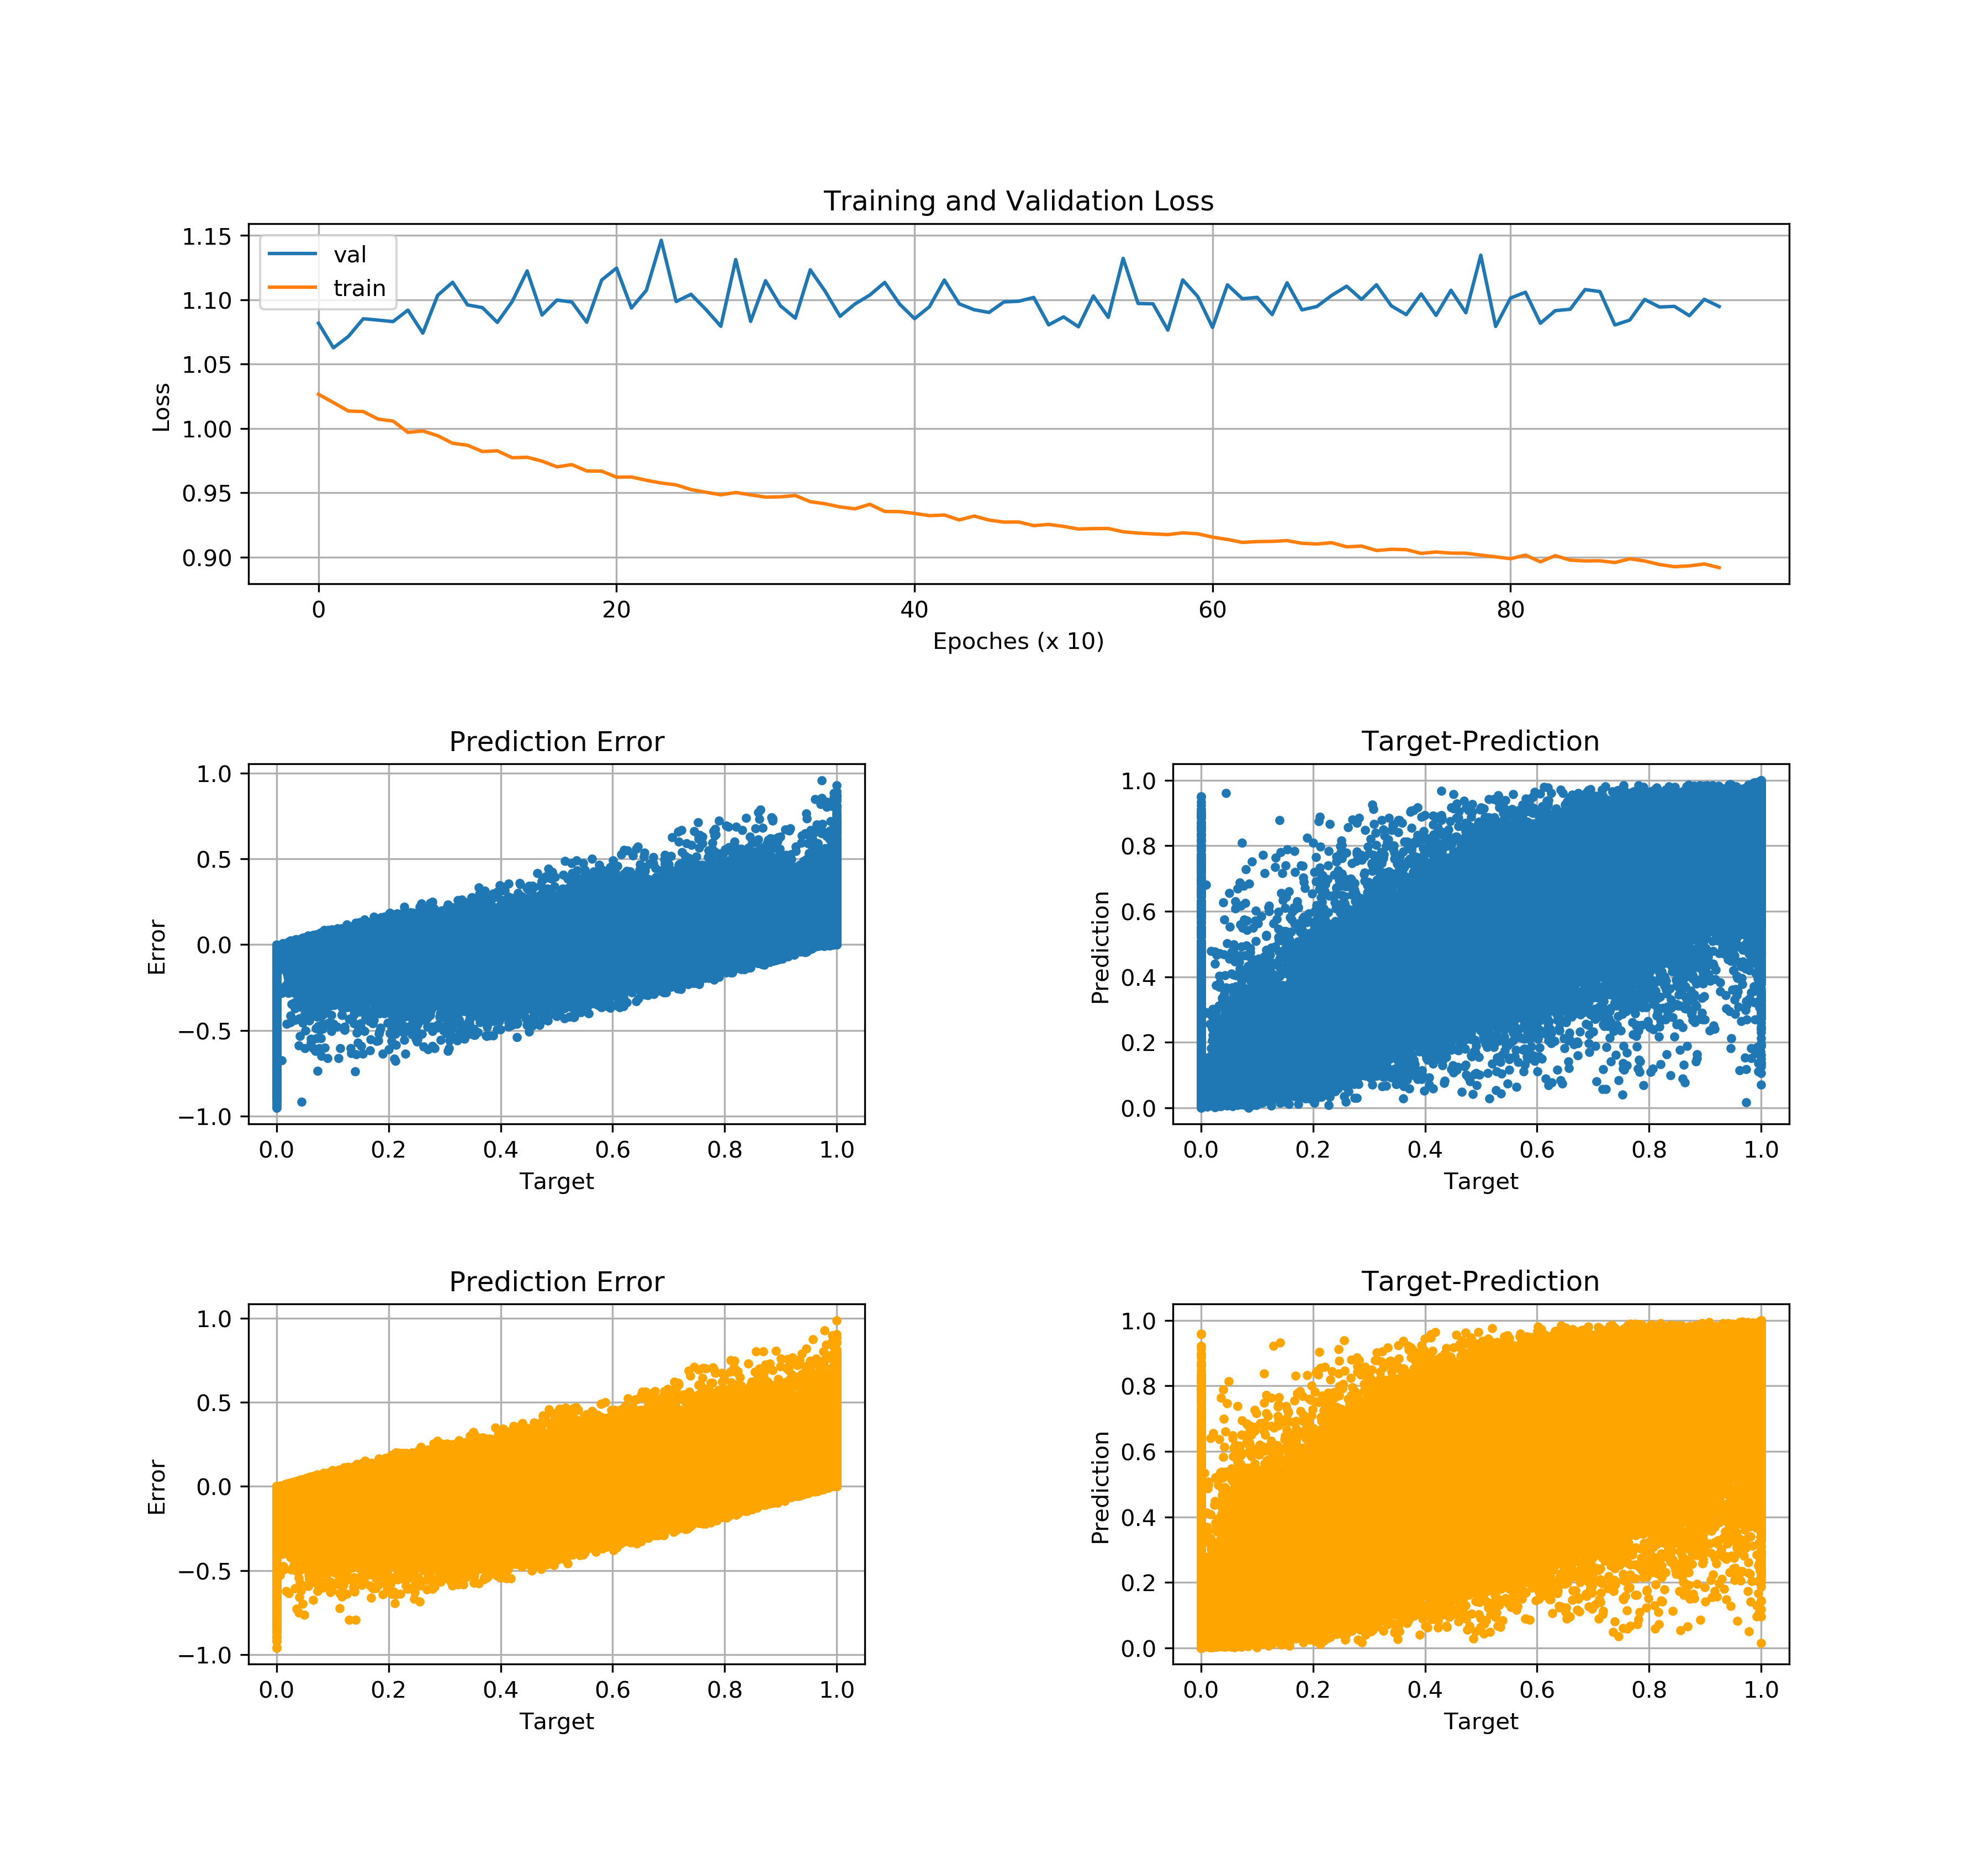 Training and Validation Loss
1.15
1.10
1.05
1.00
0.95
0.90
Loss
val
train
0 20 40 60 80
Epoches (x 10)
Prediction Error
1.0
0.5
0.0
−0.5
−1.0
Error
0.0 0.2 0.4 0.6 0.8 1.0
Target
Target-Prediction
1.0
0.8
0.6
0.4
0.2
0.0
Prediction
0.0 0.2 0.4 0.6 0.8 1.0
Target
Prediction Error
1.0
0.5
0.0
−0.5
−1.0
Error
0.0 0.2 0.4 0.6 0.8 1.0
Target
Target-Prediction
1.0
0.8
0.6
0.4
0.2
0.0
Prediction
0.0 0.2 0.4 0.6 0.8 1.0
Target